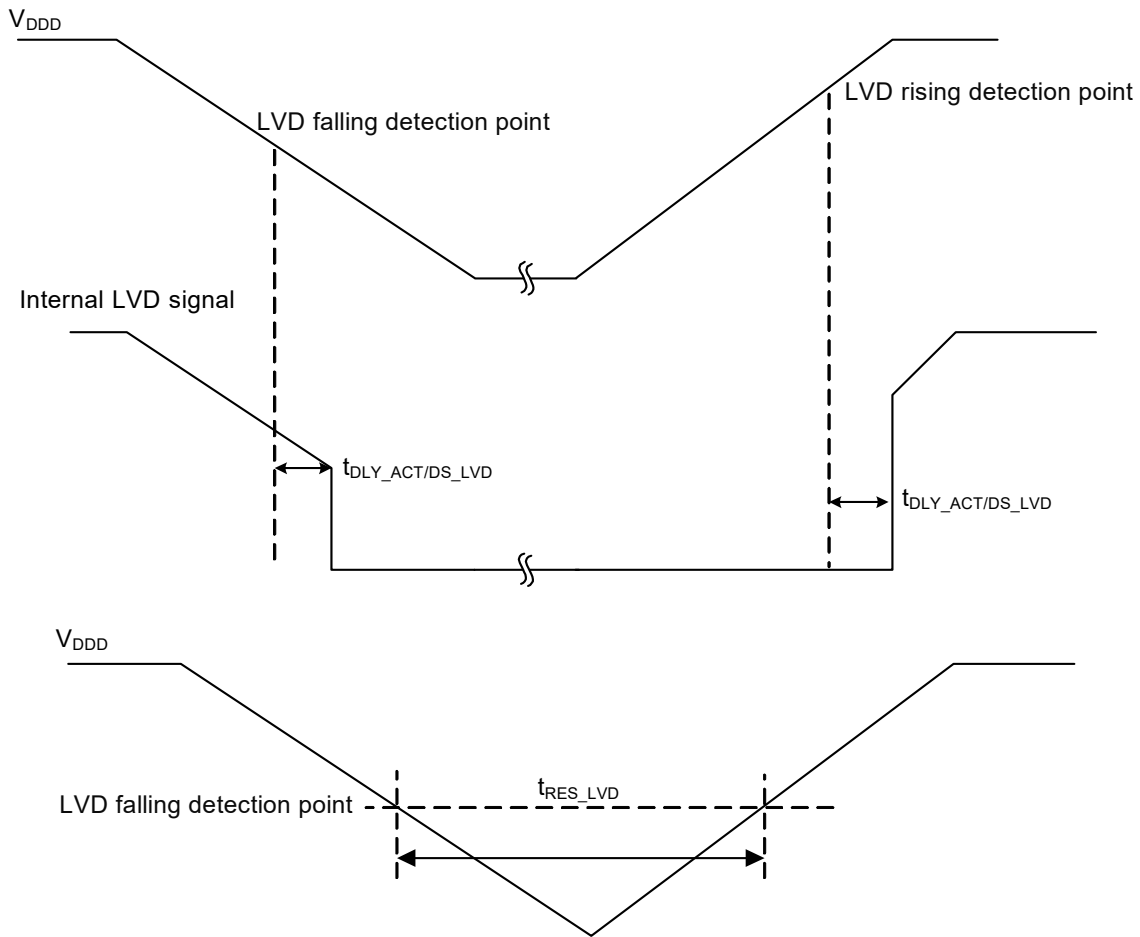 VDDD
LVD rising detection point
LVD falling detection point
Internal LVD signal
tDLY_ACT/DS_LVD
tDLY_ACT/DS_LVD
VDDD
tRES_LVD
LVD falling detection point